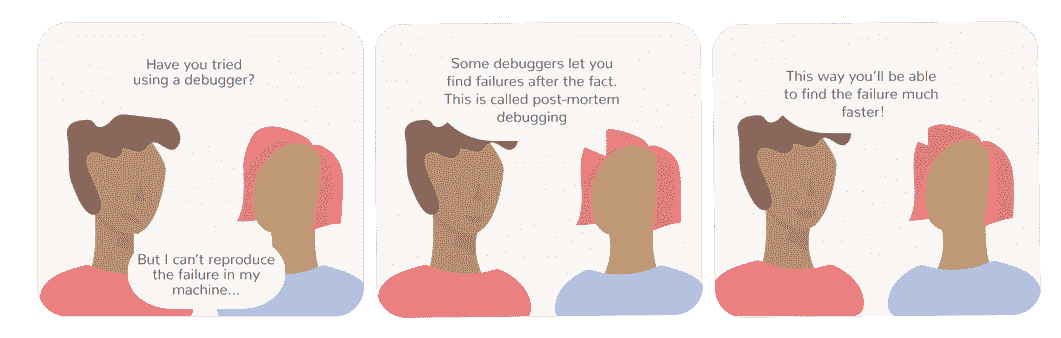 Have you tried
using a debugger?
But I can't reproduce
the failure in my
machine...
Some debuggers let you
find failures after the fact.
This is called post-mortem
debugging
This way you'll be able
to find the failure much
faster!